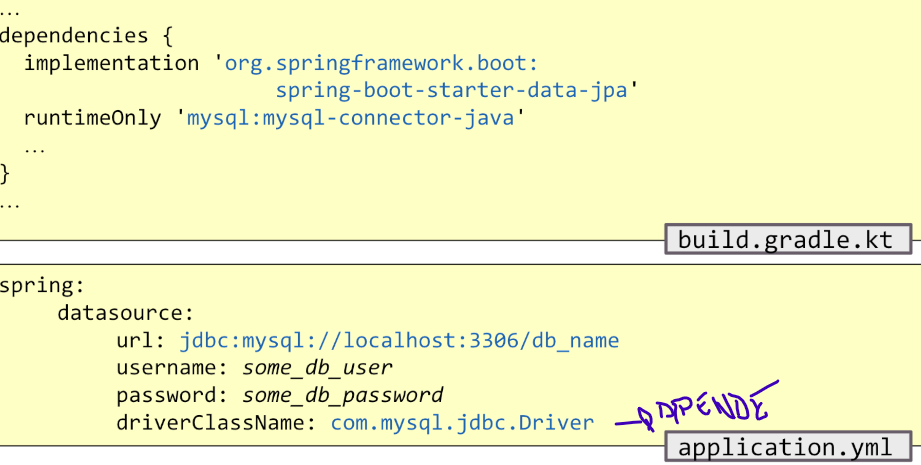 ...
dependencies {
implementation 'org.springframework.boot:
spring-boot-starter-data-jpa'
runtimeOnly 'mysql:mysql-connector-java'
...
}
...
build.gradle.kt
spring:
datasource:
url: jdbc:mysql://localhost:3306/db_name
username: some_db_user
password: some_db_password
driverClassName: com.mysql.jdbc.Driver → DIPENDE
application.yml